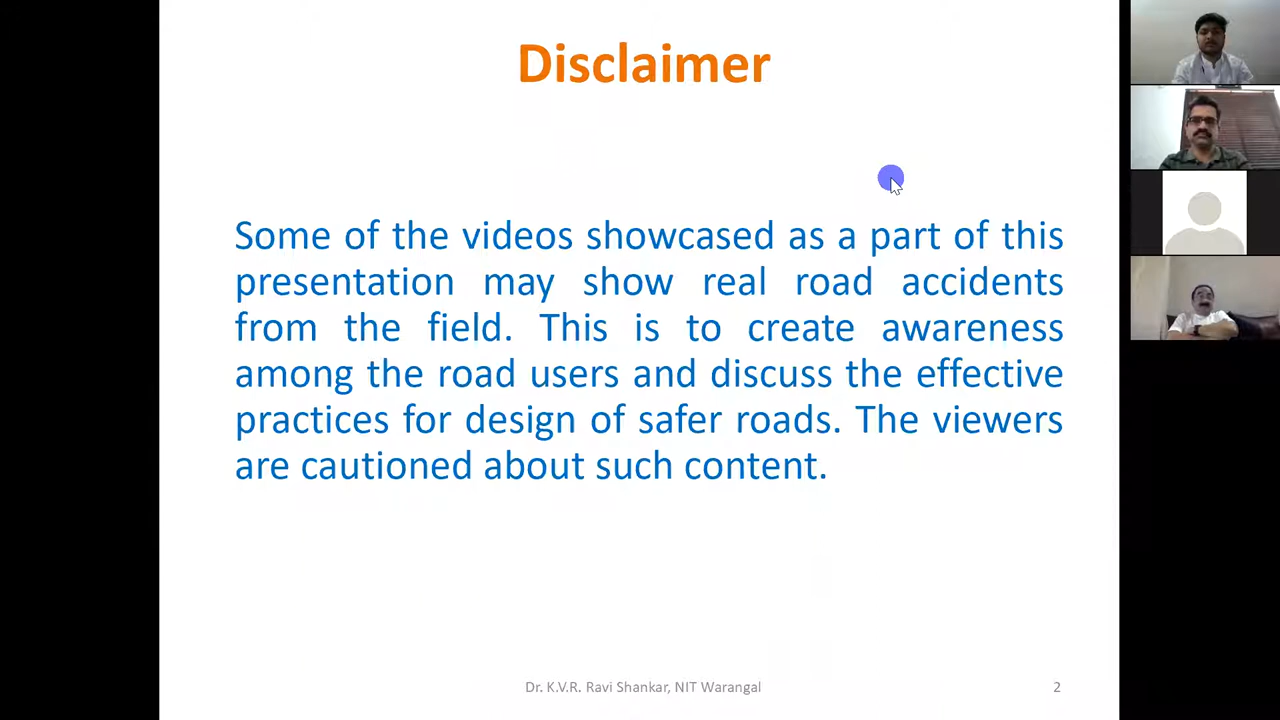 Disclaimer
Some of the videos showcased as a part of this
presentation may show real road accidents
from the field. This is to create awareness
among the road users and discuss the effective
practices for design of safer roads. The viewers
are cautioned about such content.
Dr. K.V.R. Ravi Shankar, NIT Warangal
2